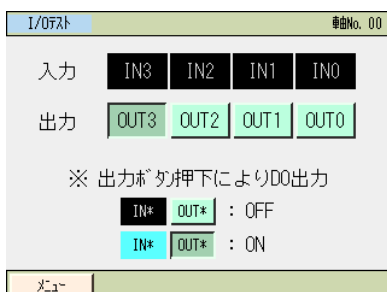 I/Oﾃｽﾄ 軸No. 00
入力 IN3 IN2 IN1 IN0
出力 OUT3 OUT2 OUT1 OUT0
※ 出力ﾎﾞﾀﾝ押下によりDO出力
IN* OUT* : OFF
IN* OUT* : ON
ﾒﾆｭｰ